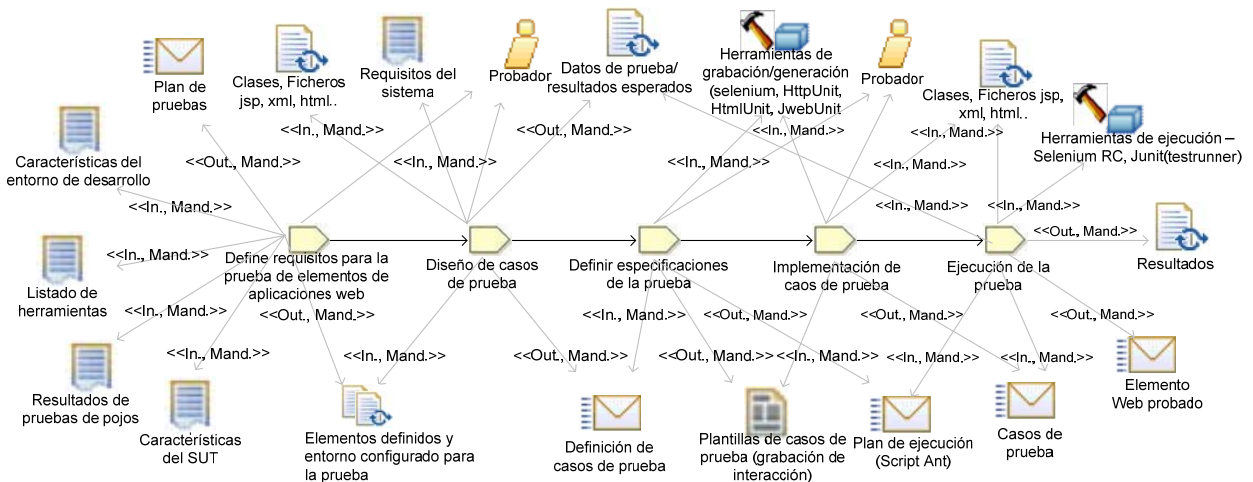 Plan de
pruebas
Clases, Ficheros
jsp, xml, html..
Requisitos del
sistema
Probador
Datos de prueba/
resultados esperados
Herramientas de
grabación/generación
(selenium, HttpUnit,
HtmlUnit, JwebUnit
Probador
Clases, Ficheros jsp,
xml, html..
Herramientas de ejecución –
Selenium RC, Junit(testrunner)
Características del
entorno de desarrollo
<<In., Mand.>>
<<Out., Mand.>>
<<In., Mand.>>
<<In., Mand.>>
<<Out., Mand.>>
<<In., Mand.>>
<<In., Mand.>>
<<In., Mand.>>
<<In., Mand.>>
<<In., Mand.>>
<<In., Mand.>>
<<In., Mand.>>
<<Out., Mand.>>
Define requisitos para la
prueba de elementos de
aplicaciones web
Diseño de casos
de prueba
Definir especificaciones
de la prueba
Implementación de
caos de prueba
Ejecución de la
prueba
Resultados
Listado de
herramientas
<<In., Mand.>>
<<Out., Mand.>>
<<In., Mand.>>
<<Out., Mand.>>
<<Out., Mand.>>
<<Out., Mand.>>
<<In., Mand.>>
<<In., Mand.>>
<<Out., Mand.>>
<<Out., Mand.>>
<<In., Mand.>>
<<In., Mand.>>
<<In., Mand.>>
Resultados de
pruebas de pojos
Características
del SUT
Elementos definidos y
entorno configurado para
la prueba
Definición de
casos de prueba
Plantillas de casos de
prueba (grabación de
interacción)
Plan de ejecución
(Script Ant)
Casos de
prueba
Elemento
Web probado